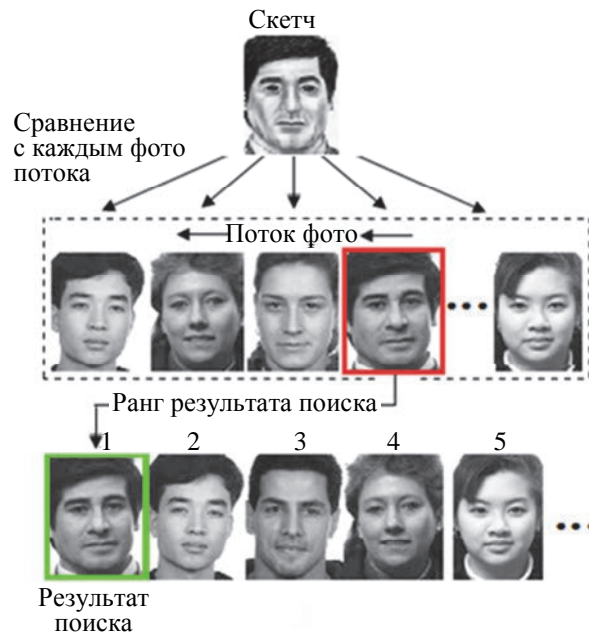 Скетч
Сравнение
с каждым фото
потока
Поток фото
Ранг результата поиска
1 2 3 4 5
Результат
поиска